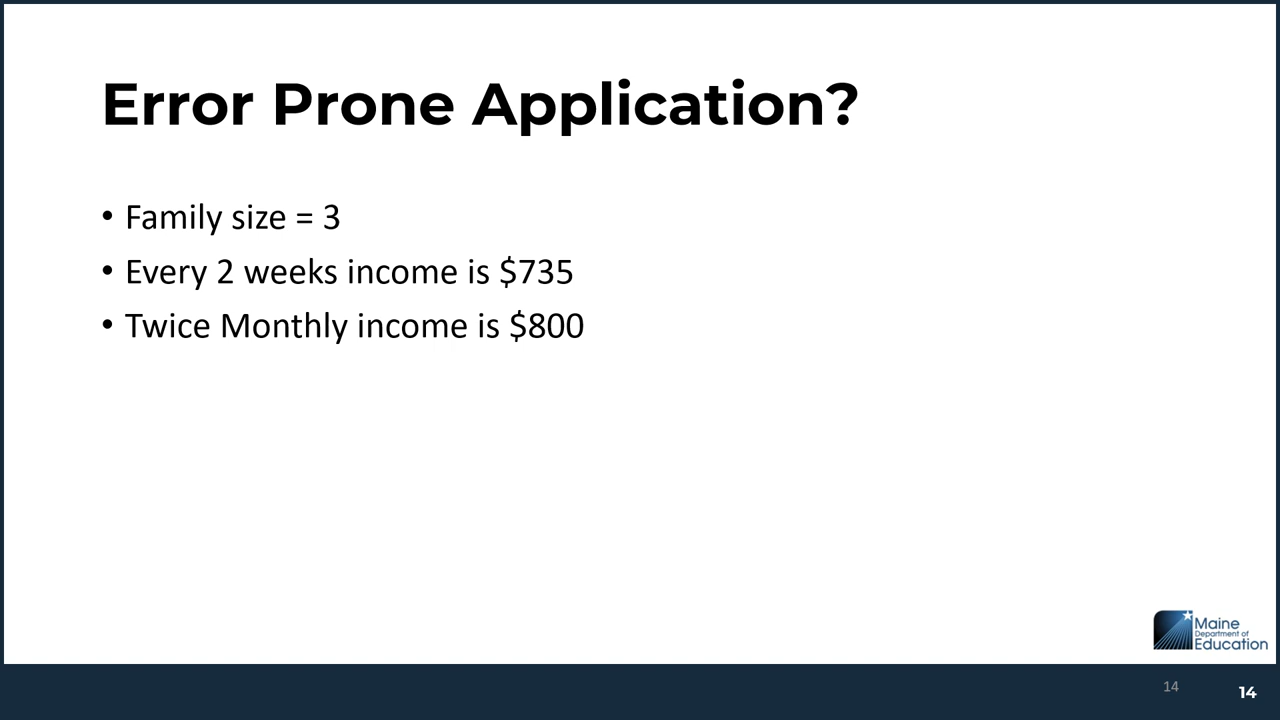 Error Prone Application?
• Family size = 3
• Every 2 weeks income is $735
• Twice Monthly income is $800
Maine
Department of
Education
14
14